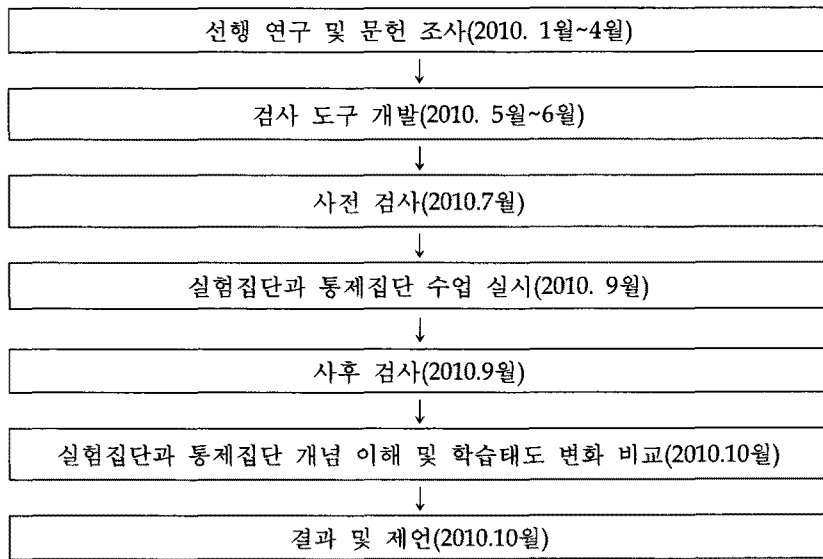 선행 연구 및 문헌 조사(2010. 1월~4월)
↓
검사 도구 개발(2010. 5월~6월)
↓
사전 검사(2010.7월)
↓
실험집단과 통제집단 수업 실시(2010. 9월)
↓
사후 검사(2010.9월)
↓
실험집단과 통제집단 개념 이해 및 학습태도 변화 비교(2010.10월)
↓
결과 및 제언(2010.10월)